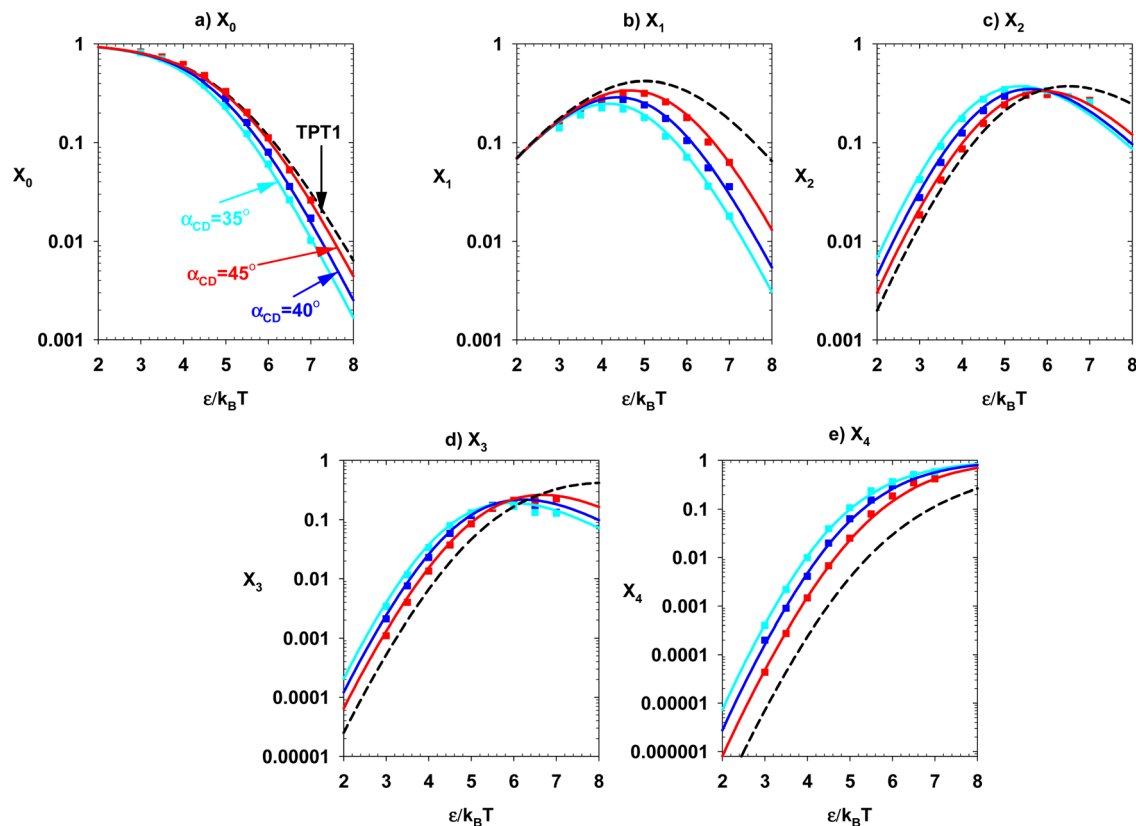 a) X0
b) X1
c) X2
1
0.1
0.01
0.001
X0
TPT1
αCD=35°
αCD=45°
αCD=40°
2 3 4 5 6 7 8
ε/kBT
1
0.1
0.01
0.001
X1
2 3 4 5 6 7 8
ε/kBT
1
0.1
0.01
0.001
X2
2 3 4 5 6 7 8
ε/kBT
d) X3
e) X4
1
0.1
0.01
0.001
0.0001
0.00001
X3
2 3 4 5 6 7 8
ε/kBT
1
0.1
0.01
0.001
0.0001
0.00001
0.000001
X4
2 3 4 5 6 7 8
ε/kBT